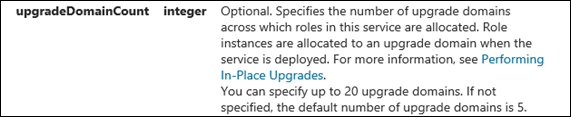 upgradeDomainCount integer Optional. Specifies the number of upgrade domains
across which roles in this service are allocated. Role
instances are allocated to an upgrade domain when the
service is deployed. For more information, see Performing
In-Place Upgrades.
You can specify up to 20 upgrade domains. If not
specified, the default number of upgrade domains is 5.